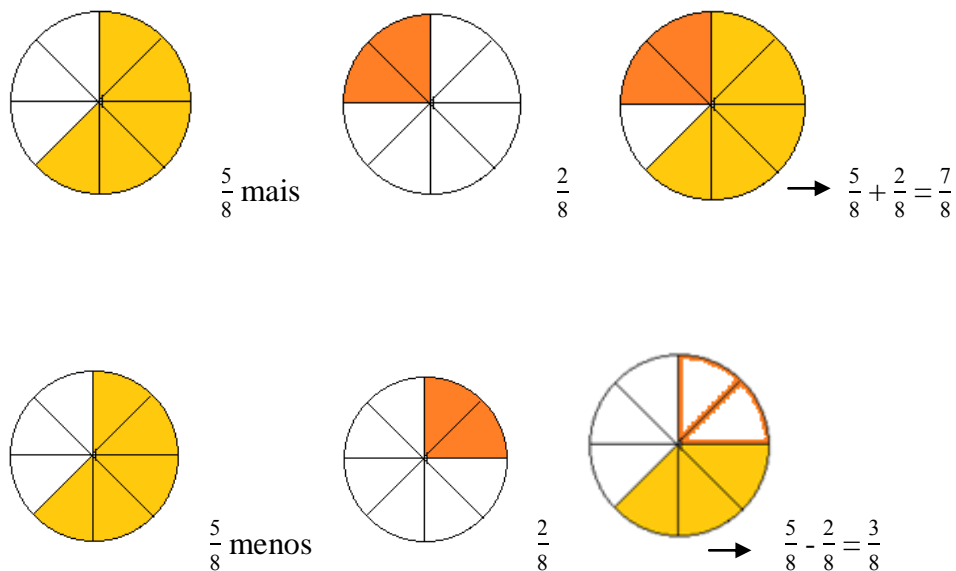 5/8 mais 2/8 → 5/8 + 2/8 = 7/8
5/8 menos 2/8 → 5/8 - 2/8 = 3/8